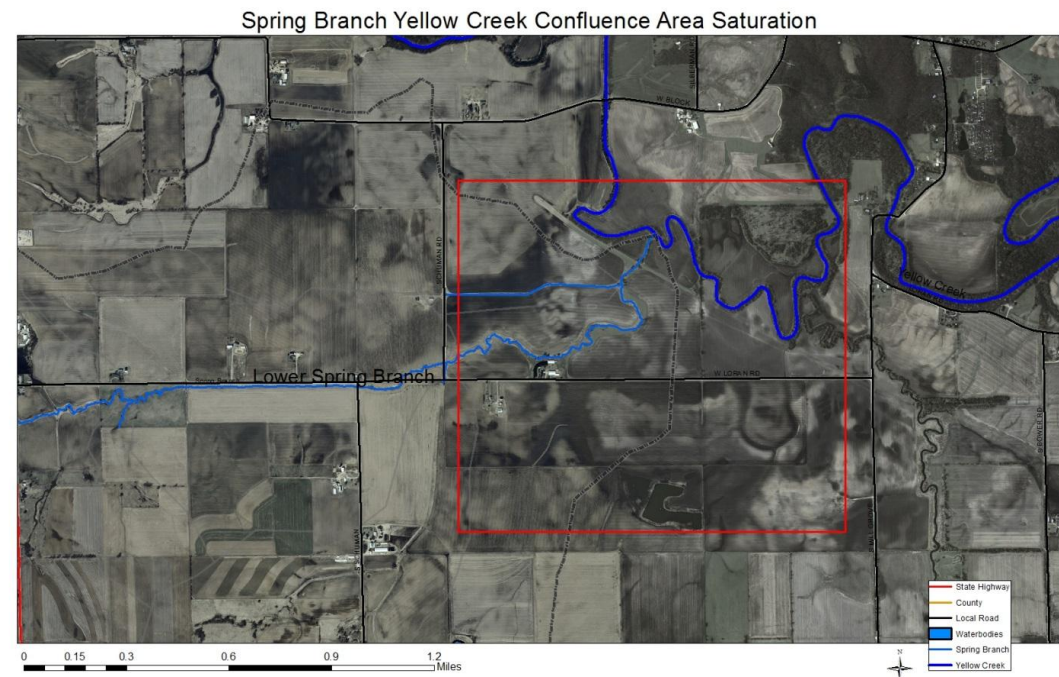 Spring Branch Yellow Creek Confluence Area Saturation
W BLOCK
Yellow Creek
Lower Spring Branch
W LORAN RD
State Highway
County
Local Road
Waterbodies
Spring Branch
Yellow Creek
N
0 0.15 0.3 0.6 0.9 1.2
Miles